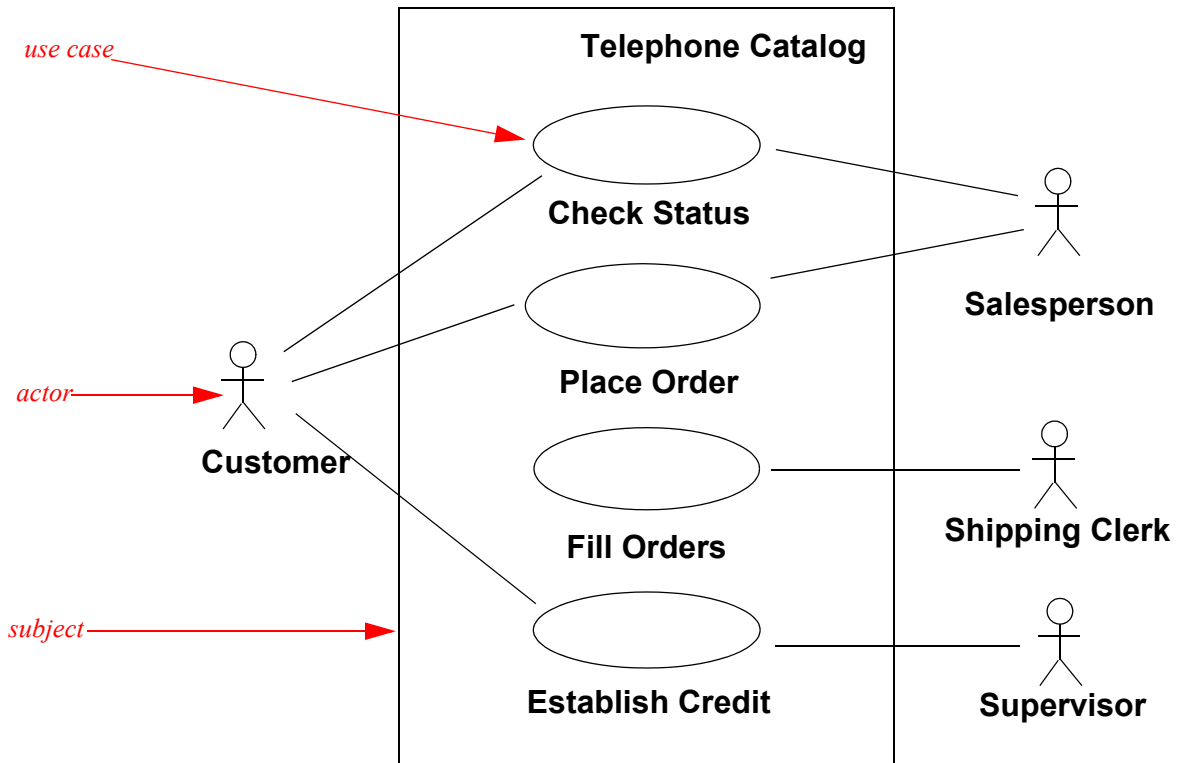 use case
Telephone Catalog
Check Status
Salesperson
Place Order
actor
Customer
Shipping Clerk
Fill Orders
subject
Establish Credit
Supervisor